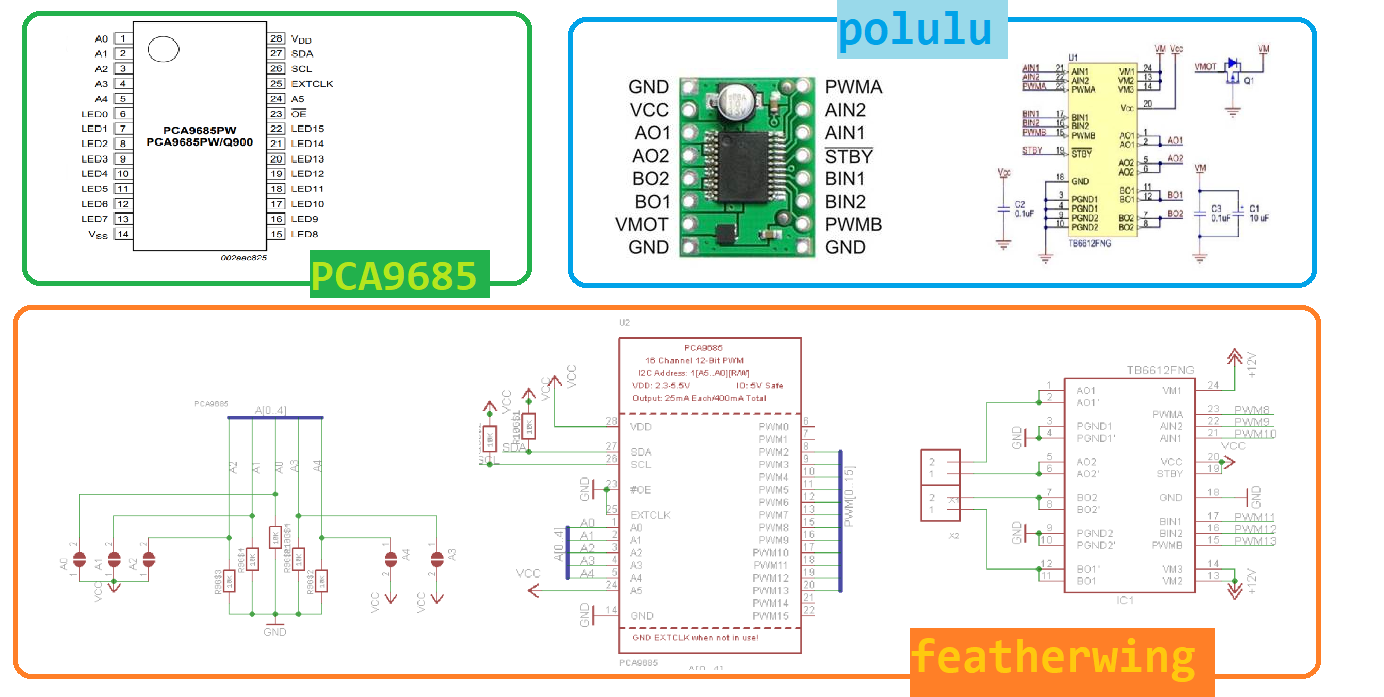 A0 1
A1 2
A2 3
A3 4
A4 5
LED0 6
LED1 7
LED2 8
LED3 9
LED4 10
LED5 11
LED6 12
LED7 13
VSS 14
PCA9685PW
PCA9685PW/Q900
28 VDD
27 SDA
26 SCL
25 EXTCLK
24 A5
23 OE
22 LED15
21 LED14
20 LED13
19 LED12
18 LED11
17 LED10
16 LED9
15 LED8
002aac825
PCA9685
polulu
GND
VCC
AO1
AO2
BO2
BO1
VMOT
GND
PWMA
AIN2
AIN1
STBY
BIN1
BIN2
PWMB
GND
U1
AIN1 21 AIN1
AIN2 22 AIN2
PWMA 23 PWMA
BIN1 17 BIN1
BIN2 16 BIN2
PWMB 15 PWMB
STBY 19 STBY
18 GND
3 PGND1
4 PGND1
9 PGND2
10 PGND2
TB6612FNG
VM Vcc
VM1 24
VM2 13
VM3 14
Vcc 20
AO1 1
AO1 2 AO1
AO2 5 AO2
AO2 6
BO1 11
BO1 12 BO1
BO2 7 BO2
BO2 8
VMOT
VM
Q1
Vcc
C2
0.1uF
VM
C3
0.1uF
C1
10 uF
PCA9685
A[0..4]
A2
A1
A0
A3
A4
A0
A1
A2
A4
A3
VCC
VCC
VCC
10K
10K
10K
10K
10K
GND
U2
PCA9685
16 Channel 12-Bit PWM
I2C Address: 1[A5..A0][R/W]
VDD: 2.3-5.5V IO: 5V Safe
Output: 25mA Each/400mA Total
VCC
VCC
VCC
10K
10K
SDA
28 VDD
27 SDA
26 SCL
23 #OE
25 EXTCLK
A0 1 A0
A1 2 A1
A2 3 A2
A3 4 A3
A4 5 A4
24 A5
14 GND
GND
GND
A[0..4]
PWM0 6
PWM1 7
PWM2 8
PWM3 9
PWM4 10
PWM5 11
PWM6 12
PWM7 13
PWM8 15
PWM9 16
PWM10 17
PWM11 18
PWM12 19
PWM13 20
PWM14 21
PWM15 22
PWM[0..15]
GND EXTCLK when not in use!
PCA9685
A[0..4]
TB6612FNG
1 AO1
2 AO1'
3 PGND1
4 PGND1'
5 AO2
6 AO2'
7 BO2
8 BO2'
9 PGND2
10 PGND2'
12 BO1'
11 BO1
GND
GND
2
1
2
1
X2
VM1 24
PWMA 23 PWM8
AIN2 22 PWM9
AIN1 21 PWM10
VCC 20 VCC
STBY 19
GND 18 GND
BIN1 17 PWM11
BIN2 16 PWM12
PWMB 15 PWM13
VM3 14
VM2 13
+12V
+12V
IC1
featherwing